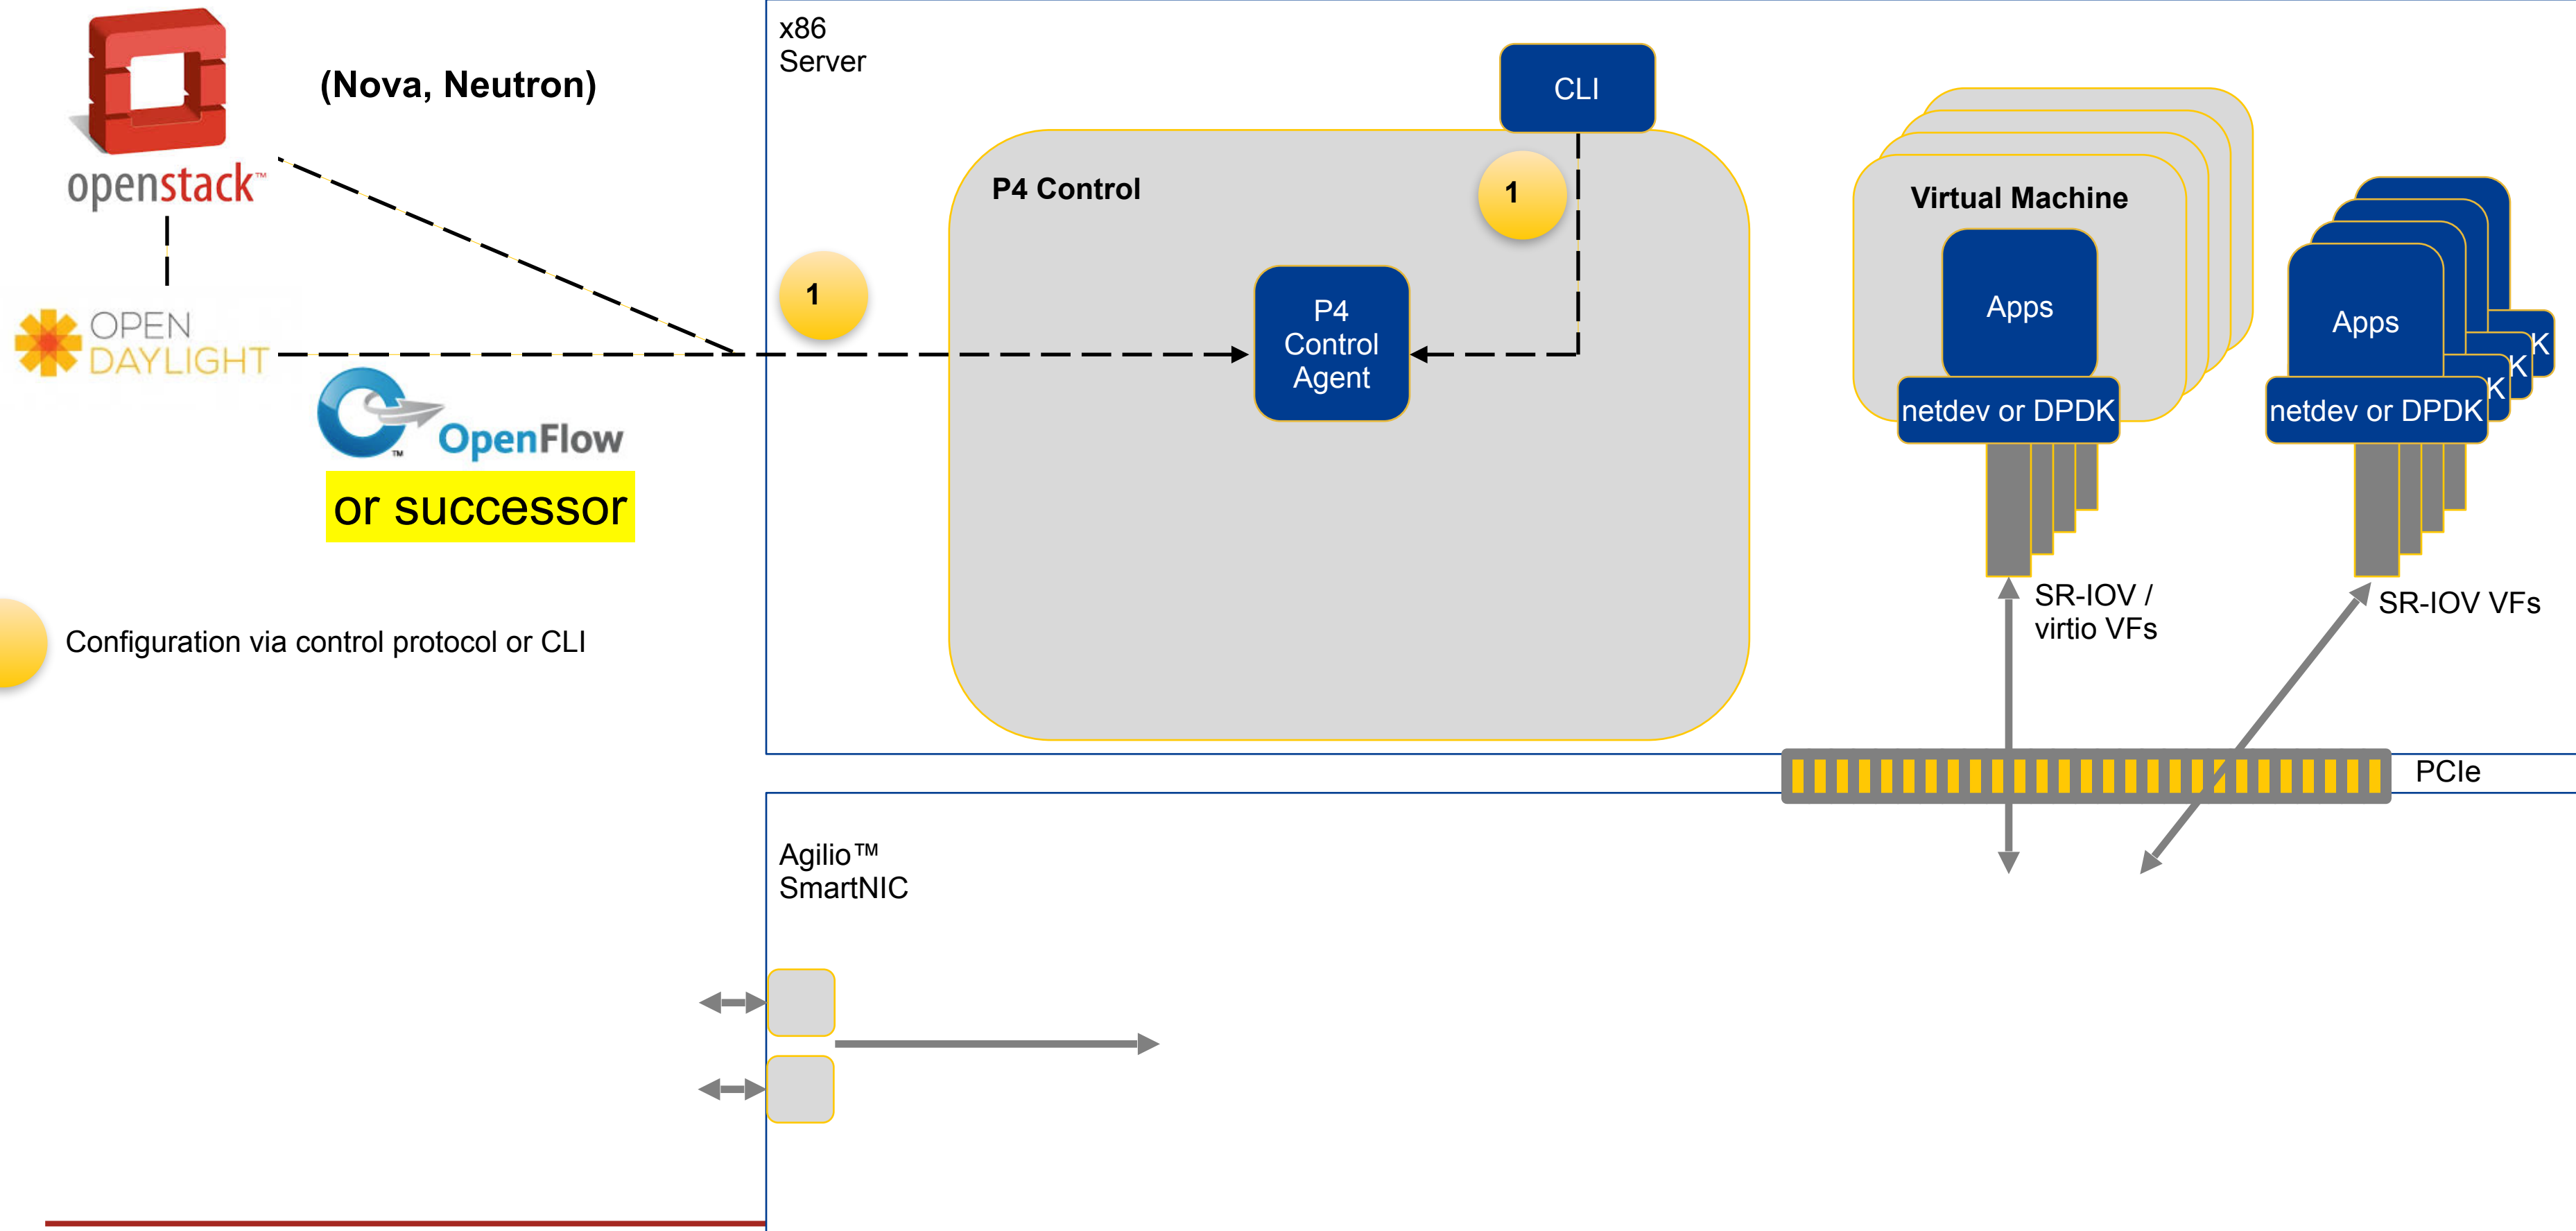 x86
Server
(Nova, Neutron)
openstack™
OPEN
DAYLIGHT
OpenFlow
TM
or successor
Configuration via control protocol or CLI
CLI
P4 Control
1
1
P4
Control
Agent
Virtual Machine
Apps
netdev or DPDK
Apps
netdev or DPDK
K
K
K
SR-IOV /
virtio VFs
SR-IOV VFs
PCIe
Agilio™
SmartNIC